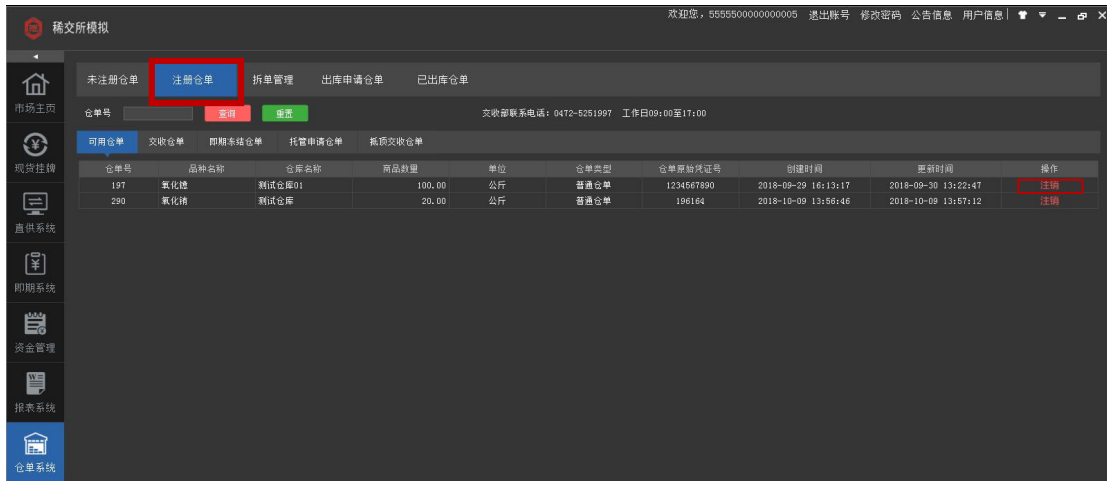 稀交所模拟
欢迎您，5555500000000005 退出账号 修改密码 公告信息 用户信息
市场主页
现货挂牌
直供系统
即期系统
资金管理
报表系统
仓单系统
未注册仓单 注册仓单 拆单管理 出库申请仓单 已出库仓单
仓单号 查询 重置 交收部联系电话：0472-5251997 工作日09:00至17:00
可用仓单 交收仓单 即期冻结仓单 托管申请仓单 抵顶交收仓单
仓单号 品种名称 仓库名称 商品数量 单位 仓单类型 仓单原始凭证号 创建时间 更新时间 操作
197 测试仓库01 100.00 公斤 普通仓单 1234567890 2018-09-29 16:13:17 2018-09-30 13:22:47 注销
290 测试仓库 20.00 公斤 普通仓单 196164 2018-10-09 13:56:46 2018-10-09 13:57:12 注销